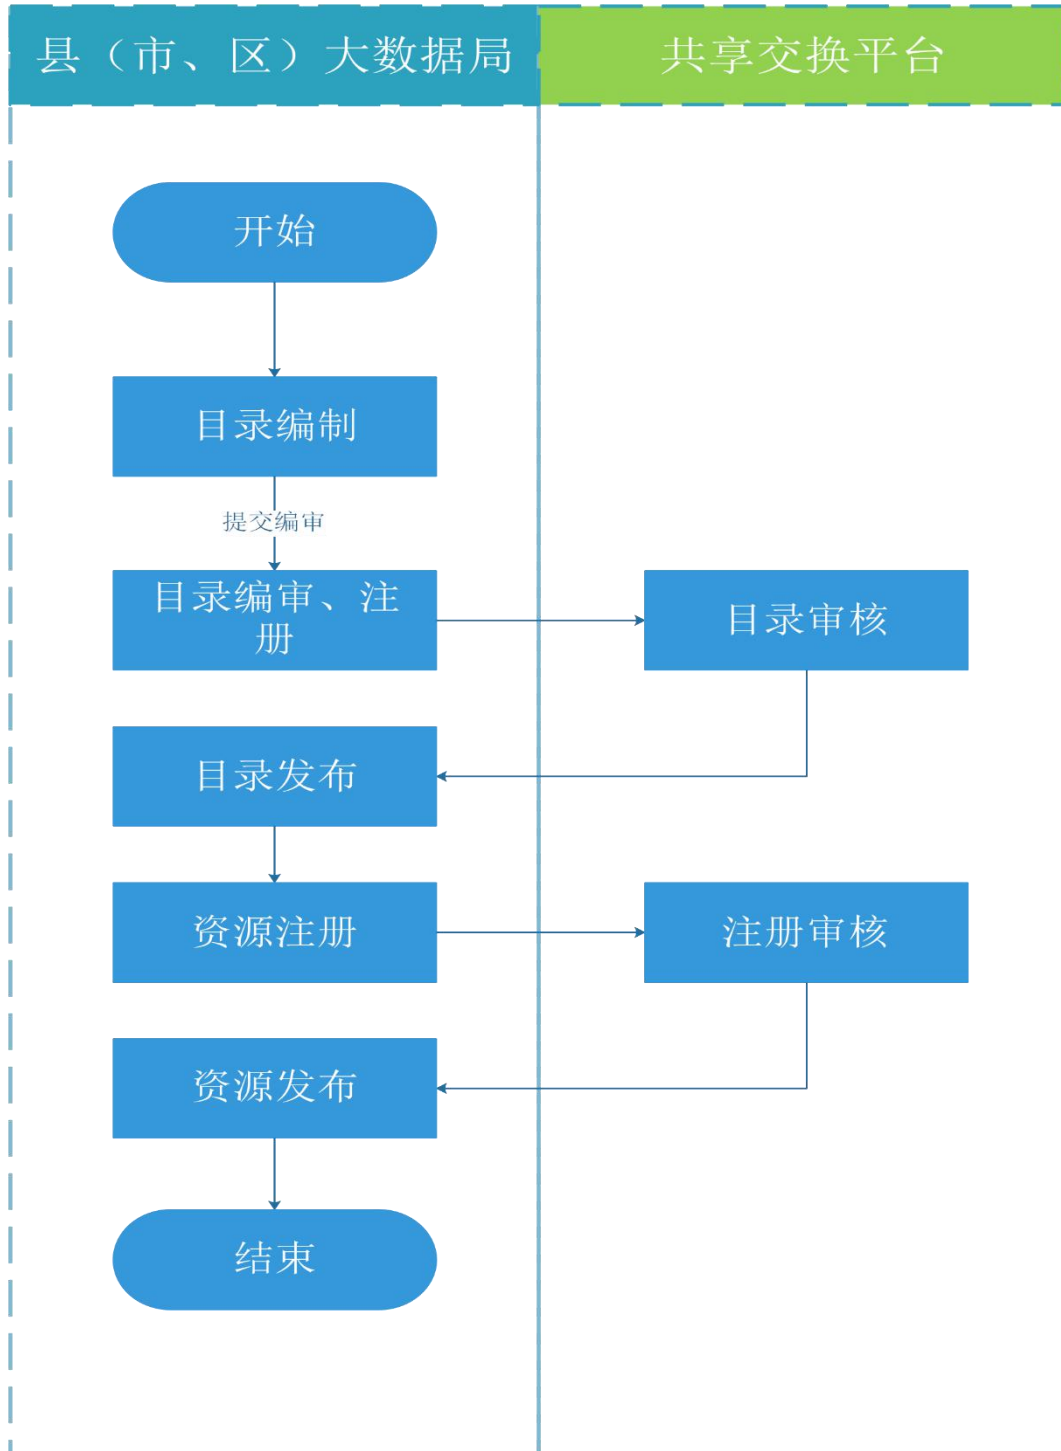 县（市、区）大数据局
共享交换平台
开始
目录编制
提交编审
目录编审、注
册
目录审核
目录发布
资源注册
注册审核
资源发布
结束